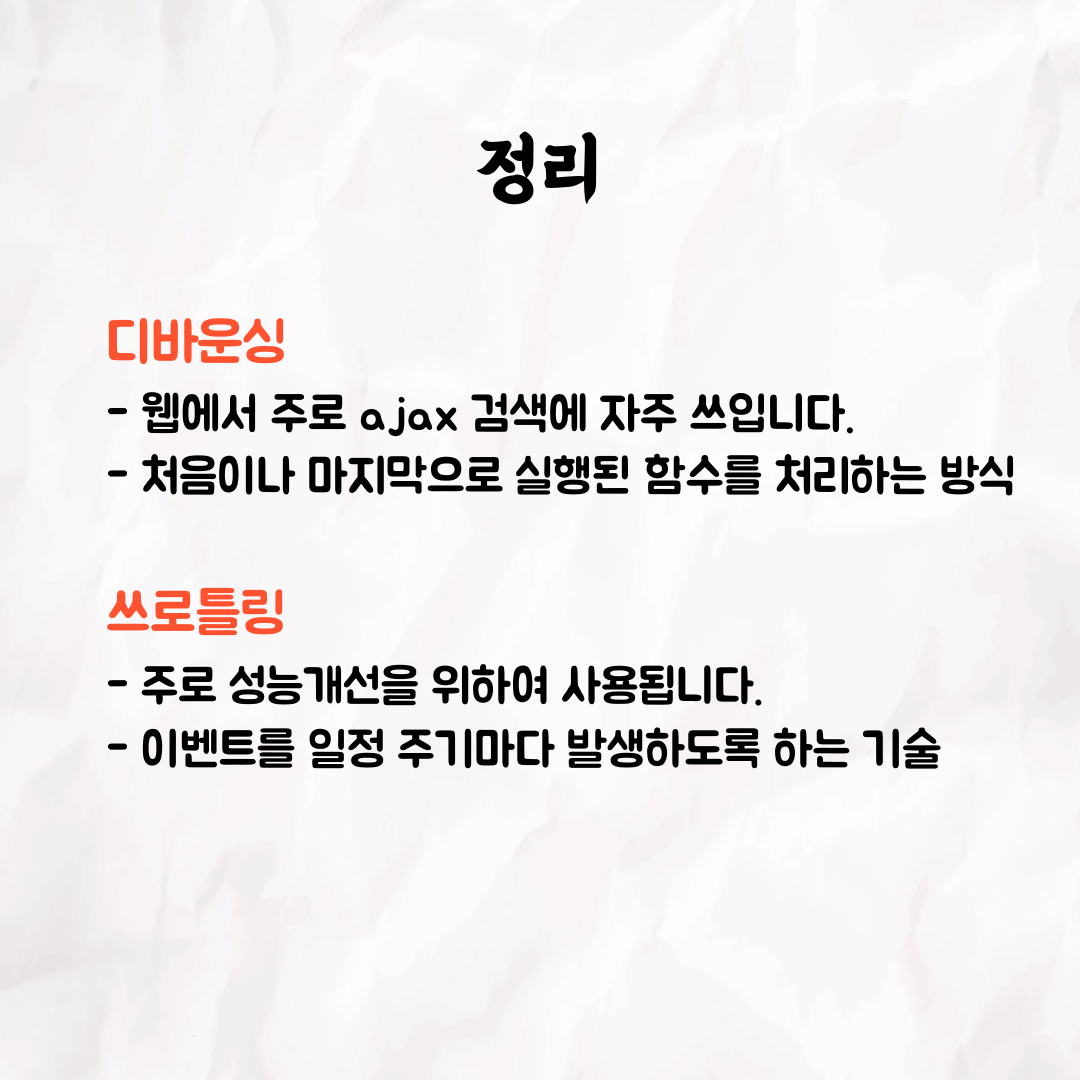 정리
디바운싱
- 웹에서 주로 ajax 검색에 자주 쓰입니다.
- 처음이나 마지막으로 실행된 함수를 처리하는 방식
쓰로틀링
- 주로 성능개선을 위하여 사용됩니다.
- 이벤트를 일정 주기마다 발생하도록 하는 기술